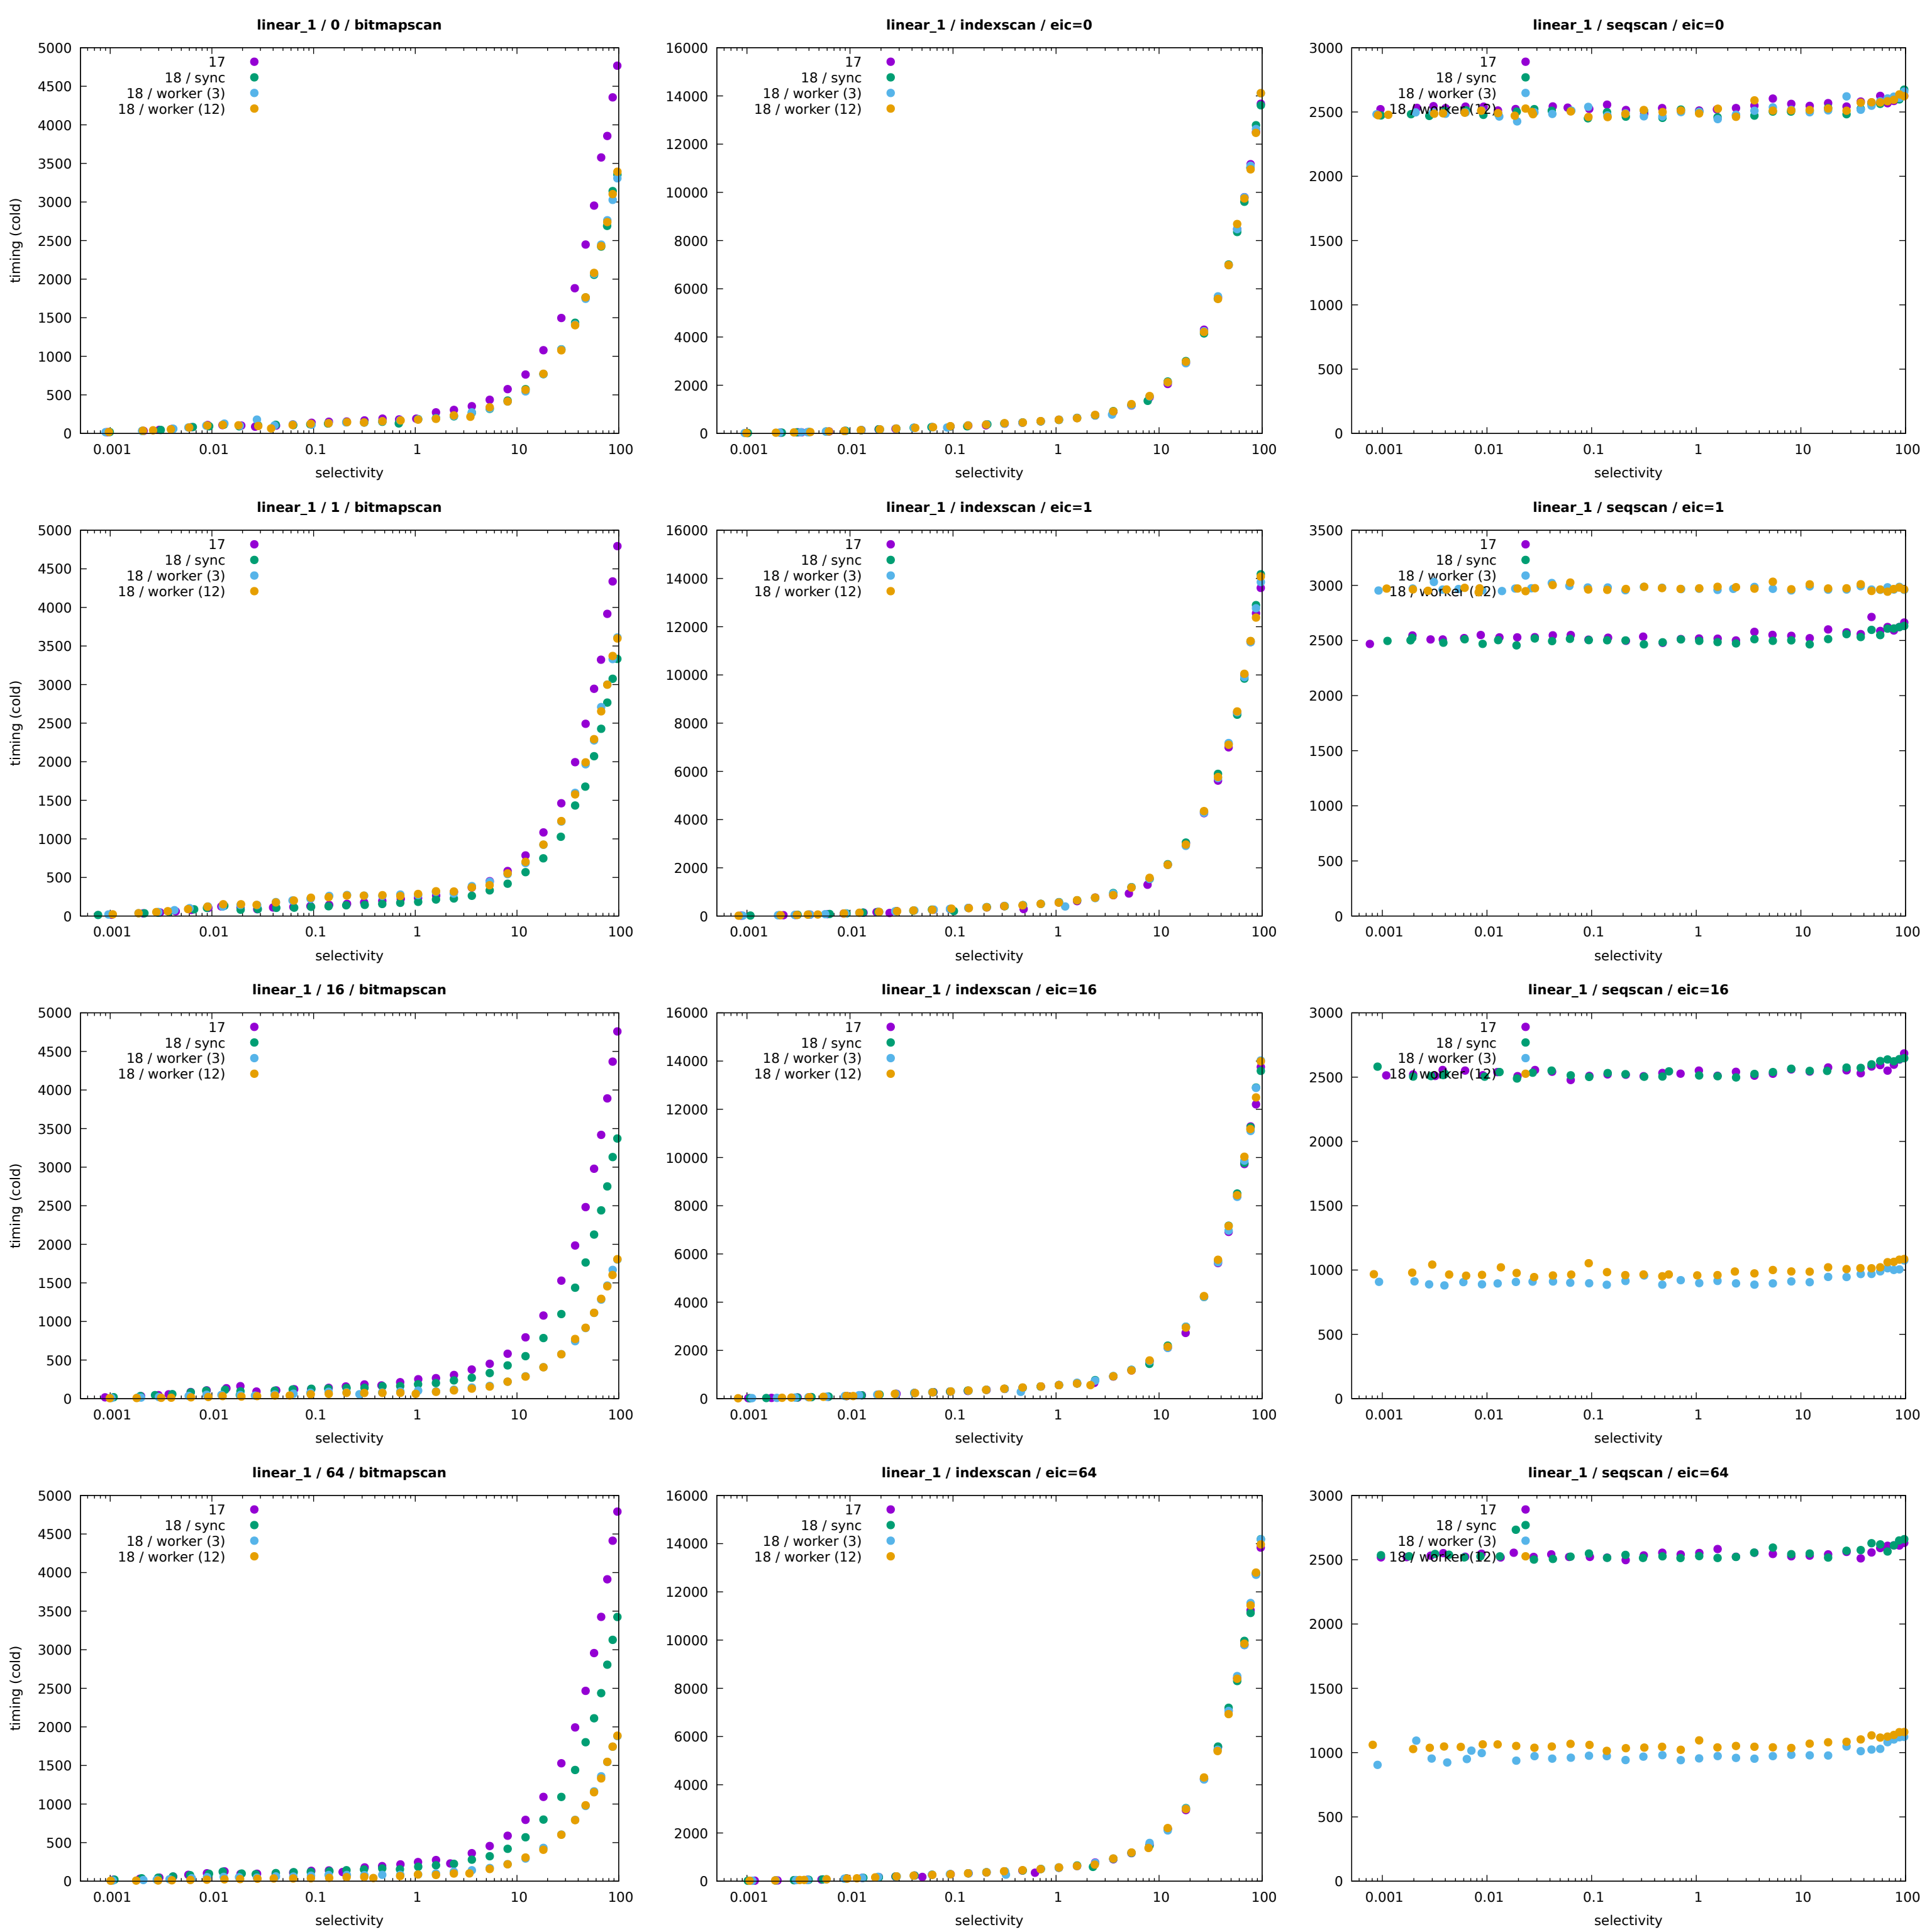 linear_1 / 0 / bitmapscan
timing (cold)
5000
4500
4000
3500
3000
2500
2000
1500
1000
500
0
17
18 / sync
18 / worker (3)
18 / worker (12)
0.001 0.01 0.1 1 10 100
selectivity
linear_1 / indexscan / eic=0
16000
14000
12000
10000
8000
6000
4000
2000
0
17
18 / sync
18 / worker (3)
18 / worker (12)
0.001 0.01 0.1 1 10 100
selectivity
linear_1 / seqscan / eic=0
3000
2500
2000
1500
1000
500
0
17
18 / sync
18 / worker (3)
18 / worker (12)
0.001 0.01 0.1 1 10 100
selectivity
linear_1 / 1 / bitmapscan
timing (cold)
5000
4500
4000
3500
3000
2500
2000
1500
1000
500
0
17
18 / sync
18 / worker (3)
18 / worker (12)
0.001 0.01 0.1 1 10 100
selectivity
linear_1 / indexscan / eic=1
16000
14000
12000
10000
8000
6000
4000
2000
0
17
18 / sync
18 / worker (3)
18 / worker (12)
0.001 0.01 0.1 1 10 100
selectivity
linear_1 / seqscan / eic=1
3500
3000
2500
2000
1500
1000
500
0
17
18 / sync
18 / worker (3)
18 / worker (12)
0.001 0.01 0.1 1 10 100
selectivity
linear_1 / 16 / bitmapscan
timing (cold)
5000
4500
4000
3500
3000
2500
2000
1500
1000
500
0
17
18 / sync
18 / worker (3)
18 / worker (12)
0.001 0.01 0.1 1 10 100
selectivity
linear_1 / indexscan / eic=16
16000
14000
12000
10000
8000
6000
4000
2000
0
17
18 / sync
18 / worker (3)
18 / worker (12)
0.001 0.01 0.1 1 10 100
selectivity
linear_1 / seqscan / eic=16
3000
2500
2000
1500
1000
500
0
17
18 / sync
18 / worker (3)
18 / worker (12)
0.001 0.01 0.1 1 10 100
selectivity
linear_1 / 64 / bitmapscan
timing (cold)
5000
4500
4000
3500
3000
2500
2000
1500
1000
500
0
17
18 / sync
18 / worker (3)
18 / worker (12)
0.001 0.01 0.1 1 10 100
selectivity
linear_1 / indexscan / eic=64
16000
14000
12000
10000
8000
6000
4000
2000
0
17
18 / sync
18 / worker (3)
18 / worker (12)
0.001 0.01 0.1 1 10 100
selectivity
linear_1 / seqscan / eic=64
3000
2500
2000
1500
1000
500
0
17
18 / sync
18 / worker (3)
18 / worker (12)
0.001 0.01 0.1 1 10 100
selectivity